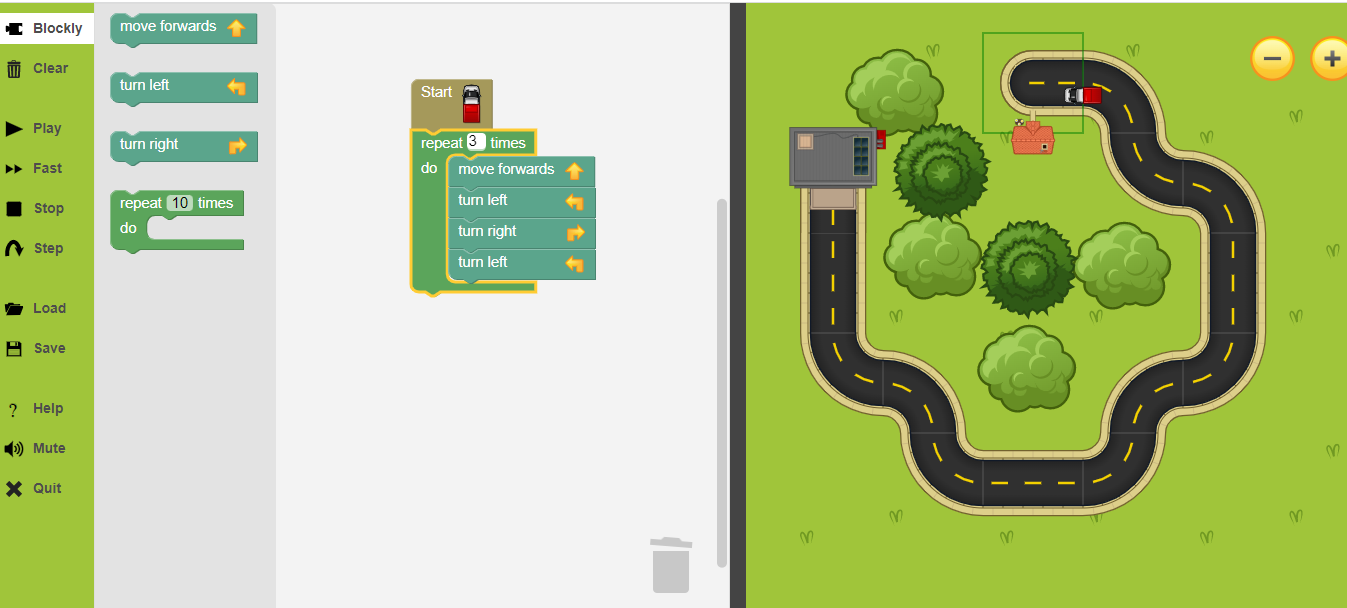 Blockly
Clear
Play
Fast
Stop
Step
Load
Save
? Help
Mute
Quit
move forwards
turn left
turn right
repeat 10 times
do
Start
repeat 3 times
do
move forwards
turn left
turn right
turn left